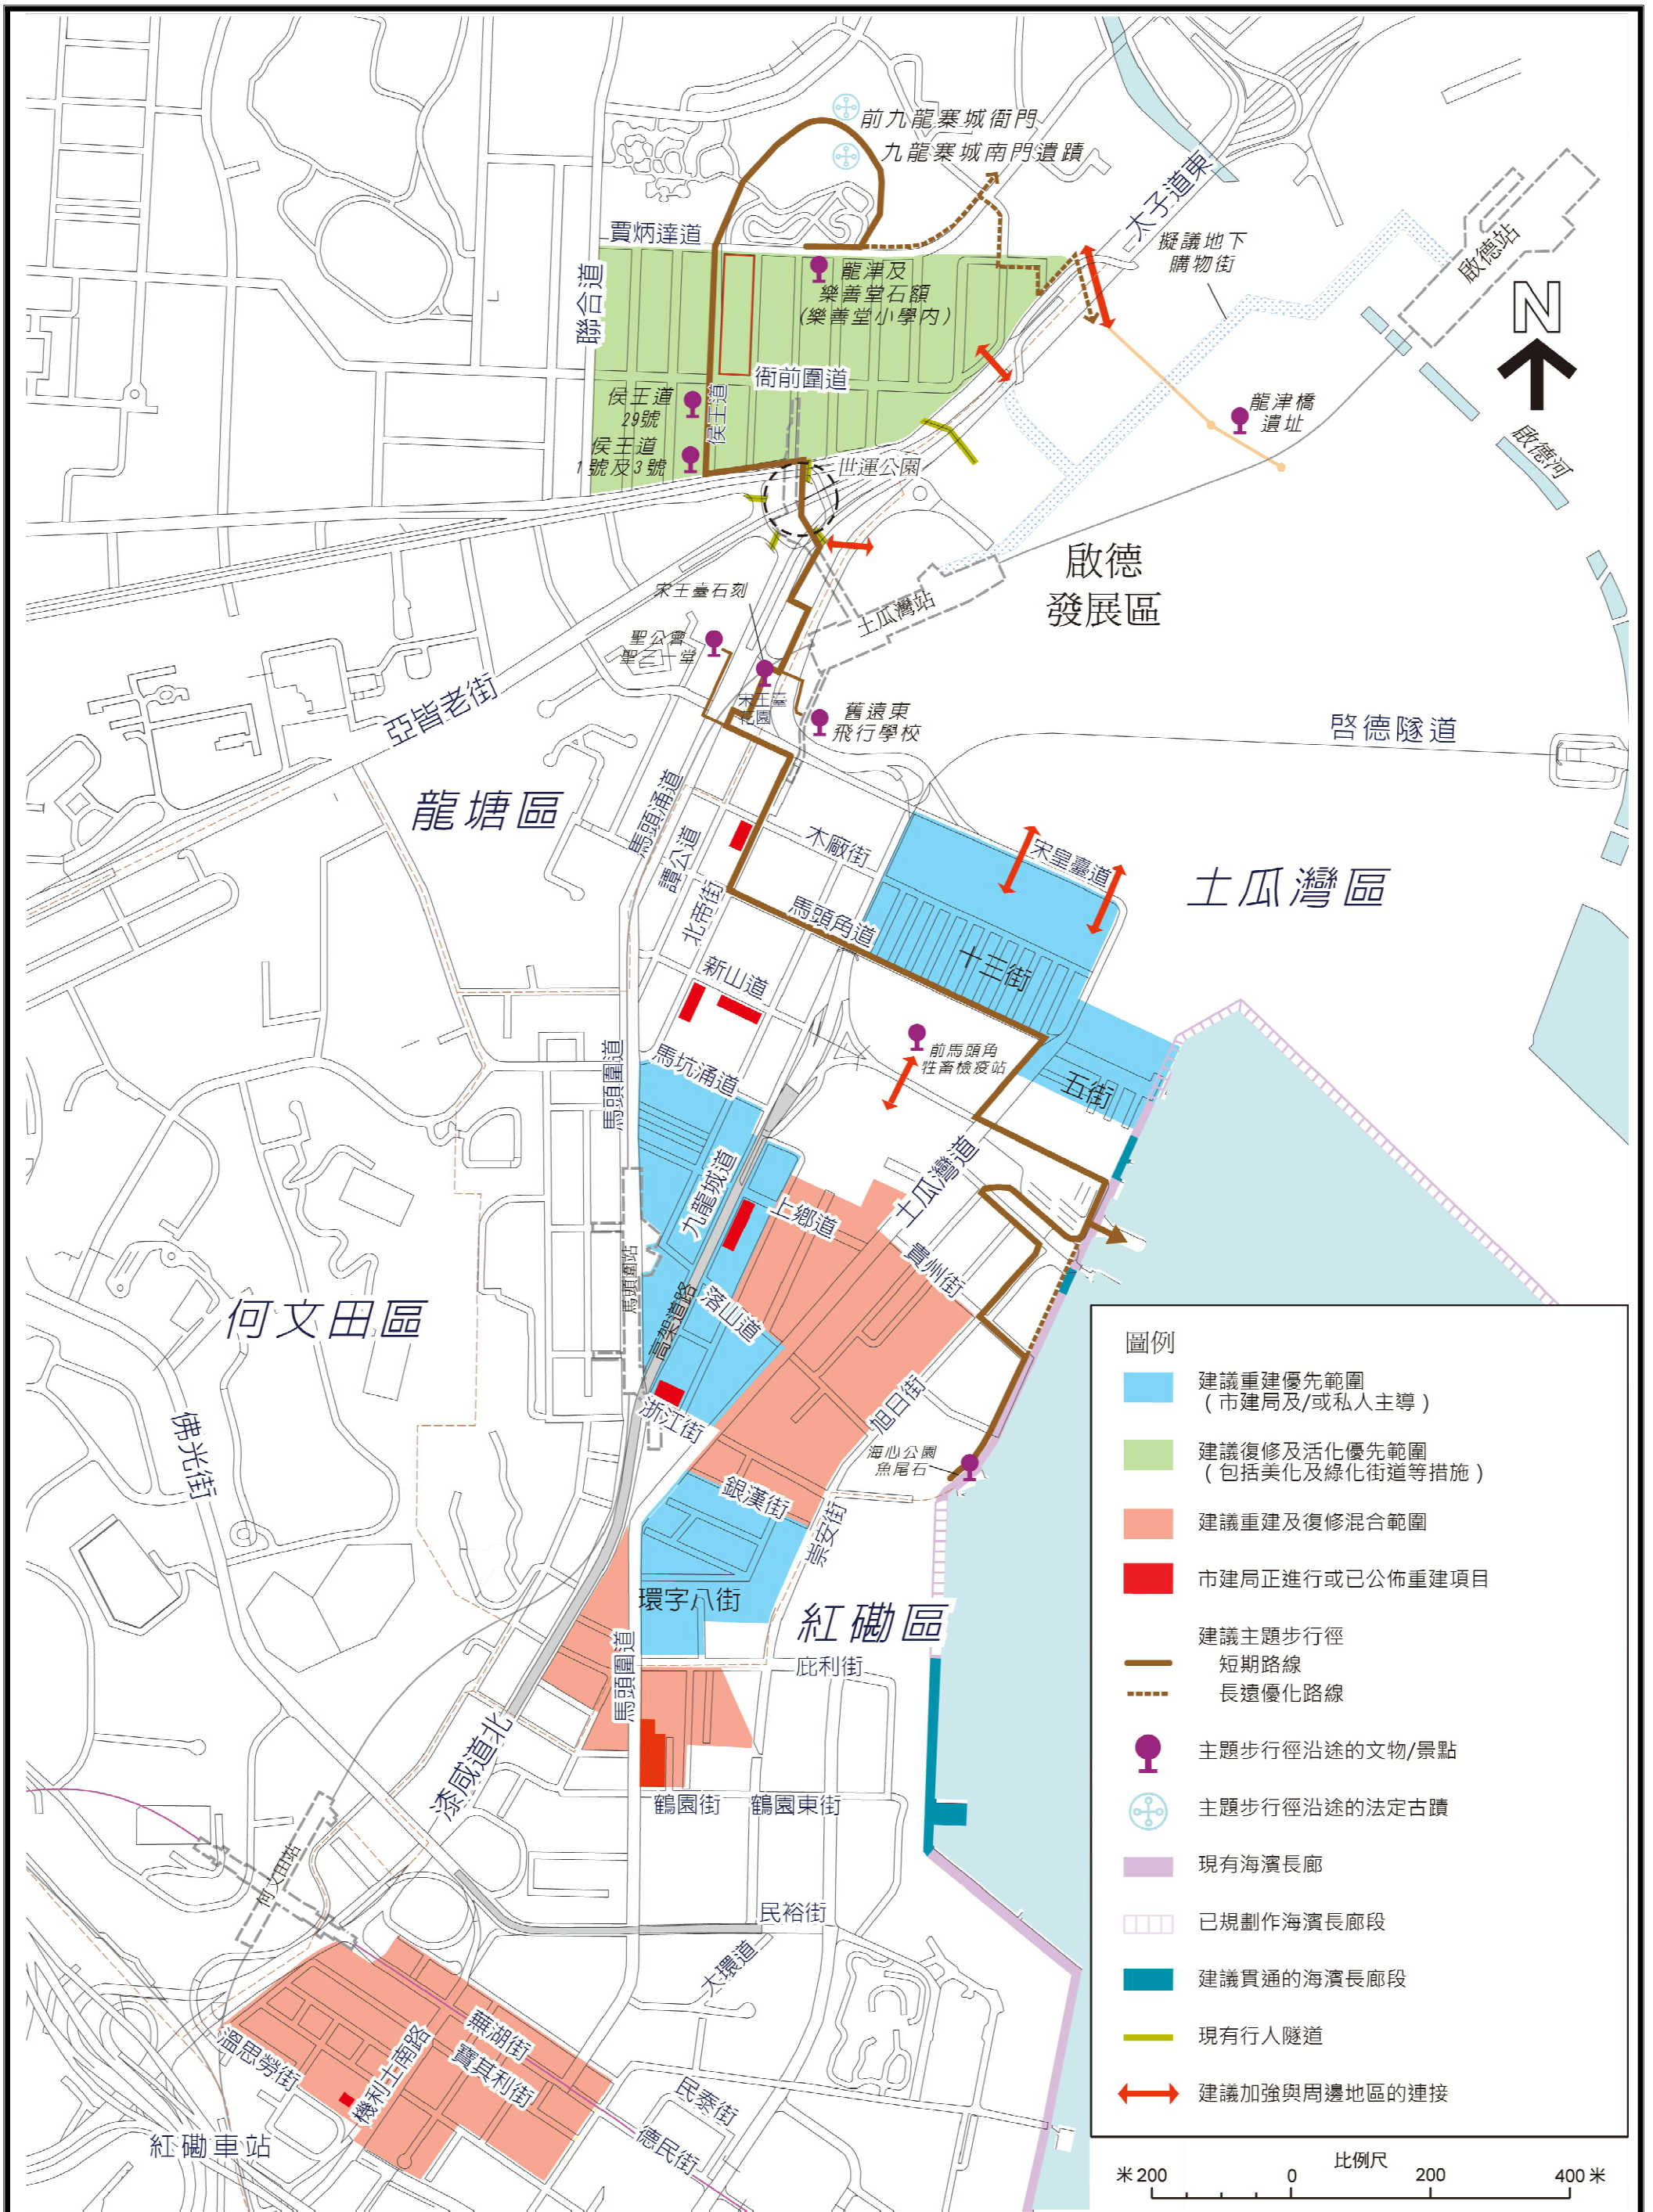 前九龍寨城衙門
九龍寨城南門遺蹟
太子道東
賈炳達道
擬議地下
購物街
啟德站
聯合道
龍津及
樂善堂石額
(樂善堂小學內)
N
衙前圍道
侯王道
29號
侯王道
龍津橋
遺址
侯王道
1號及3號
世運公園
啟德河
啟德
發展區
宋王臺石刻
土瓜灣站
聖公會
聖三一堂
宋王臺
花園
舊遠東
飛行學校
亞皆老街
啓德隧道
龍塘區
馬頭涌道
譚公道
木廠街
宋皇臺道
土瓜灣區
北帝街
馬頭角道
十三街
新山道
前馬頭角
牲畜檢疫站
馬頭圍道
馬坑涌道
五街
土瓜灣道
九龍城道
上鄉道
貴州街
馬頭圍站
落山道
高架道路
何文田區
浙江街
旭日街
海心公園
魚尾石
佛光街
銀漢街
崇安街
環字八街
紅磡區
馬頭圍道
庇利街
漆咸道北
鶴園街
鶴園東街
何文田站
民裕街
大環道
溫思勞街
機利士南路
蕪湖街
寶其利街
民泰街
德民街
紅磡車站
圖例
建議重建優先範圍
(市建局及/或私人主導)
建議復修及活化優先範圍
(包括美化及綠化街道等措施)
建議重建及復修混合範圍
市建局正進行或已公佈重建項目
建議主題步行徑
短期路線
長遠優化路線
主題步行徑沿途的文物/景點
主題步行徑沿途的法定古蹟
現有海濱長廊
已規劃作海濱長廊段
建議貫通的海濱長廊段
現有行人隧道
建議加強與周邊地區的連接
比例尺
米 200 0 200 400 米